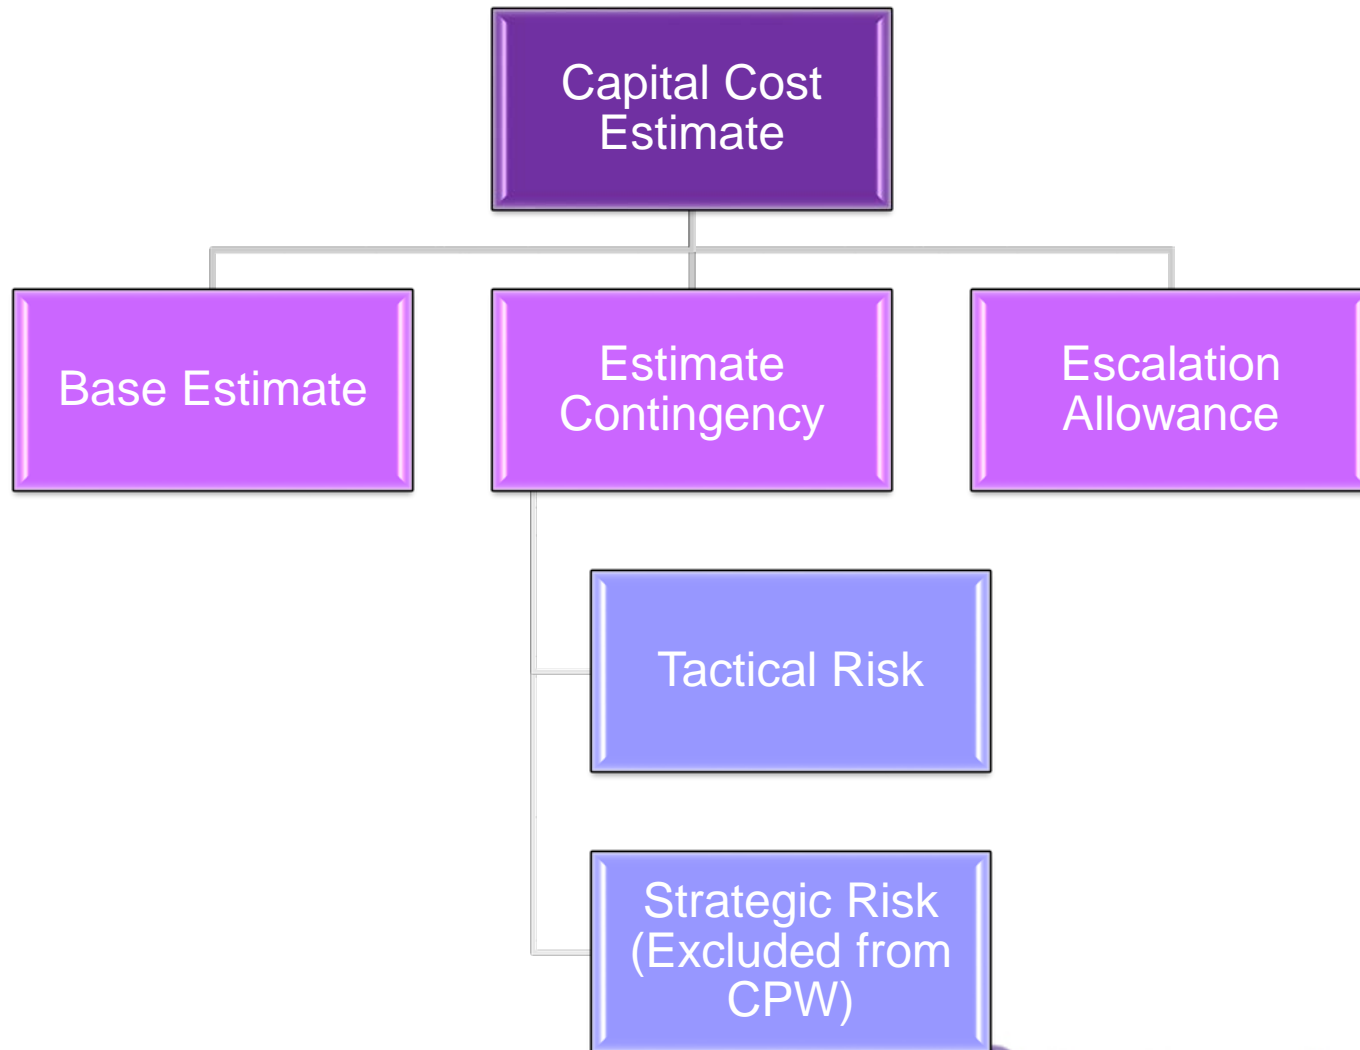 Capital Cost
Estimate
Base Estimate
Estimate
Contingency
Escalation
Allowance
Tactical Risk
Strategic Risk
(Excluded from
CPW)